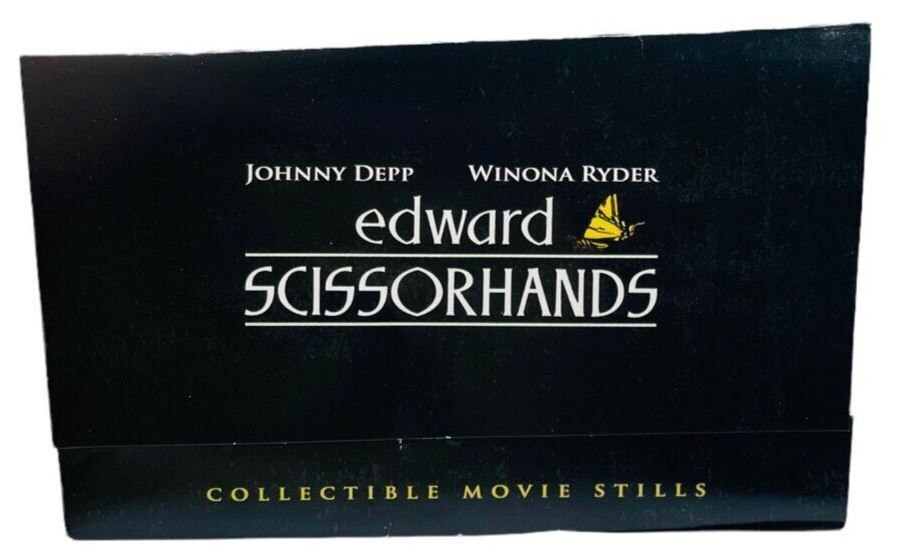 JOHNNY DEPP WINONA RYDER
edward
SCISSORHANDS
COLLECTIBLE MOVIE STILLS